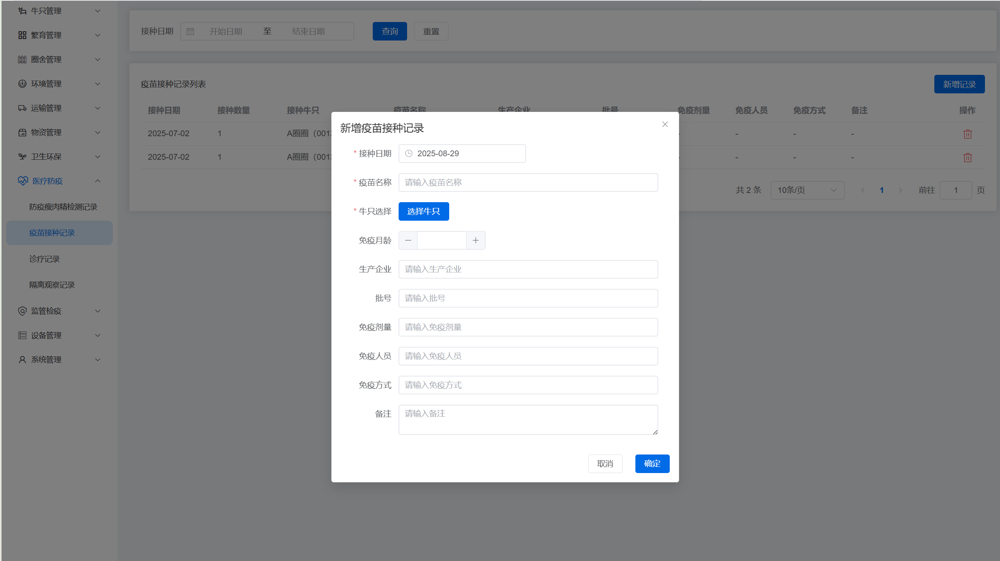 牛只管理
繁育管理
圈舍管理
环境管理
运输管理
物资管理
卫生环保
医疗防疫
防疫瘦肉精检测记录
疫苗接种记录
诊疗记录
隔离观察记录
监管检疫
设备管理
系统管理
接种日期 开始日期 至 结束日期 查询 重置
疫苗接种记录列表 新增记录
接种日期 接种数量 接种牛只 疫苗名称 生产企业 批号 免疫剂量 免疫人员 免疫方式 备注 操作
2025-07-02 1 A圈圈（001 - - - -
2025-07-02 1 A圈圈（001 - - - -
共 2 条 10条/页 1 前往 1 页
新增疫苗接种记录
* 接种日期 2025-08-29
* 疫苗名称 请输入疫苗名称
* 牛只选择 选择牛只
免疫月龄
生产企业 请输入生产企业
批号 请输入批号
免疫剂量 请输入免疫剂量
免疫人员 请输入免疫人员
免疫方式 请输入免疫方式
备注 请输入备注
取消 确定